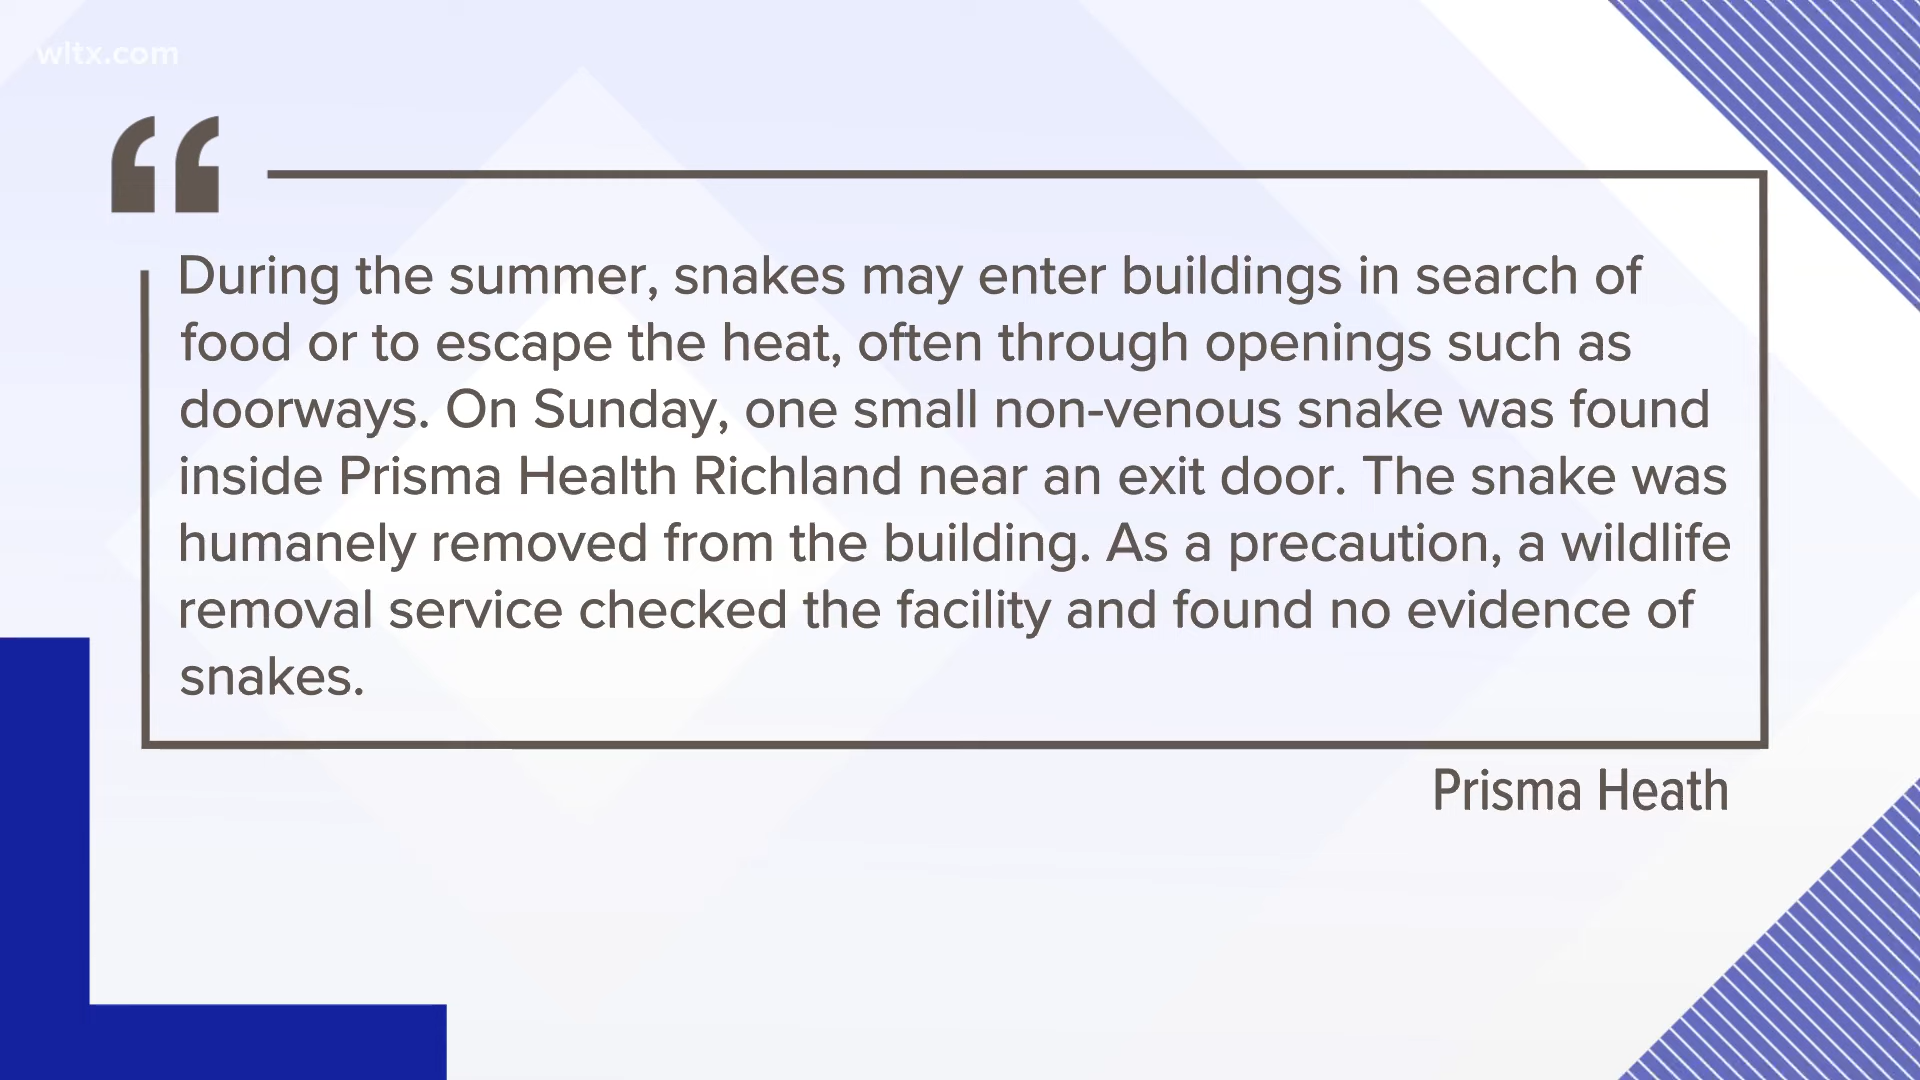 wltx.com
“
During the summer, snakes may enter buildings in search of
food or to escape the heat, often through openings such as
doorways. On Sunday, one small non-venous snake was found
inside Prisma Health Richland near an exit door. The snake was
humanely removed from the building. As a precaution, a wildlife
removal service checked the facility and found no evidence of
snakes.
Prisma Heath